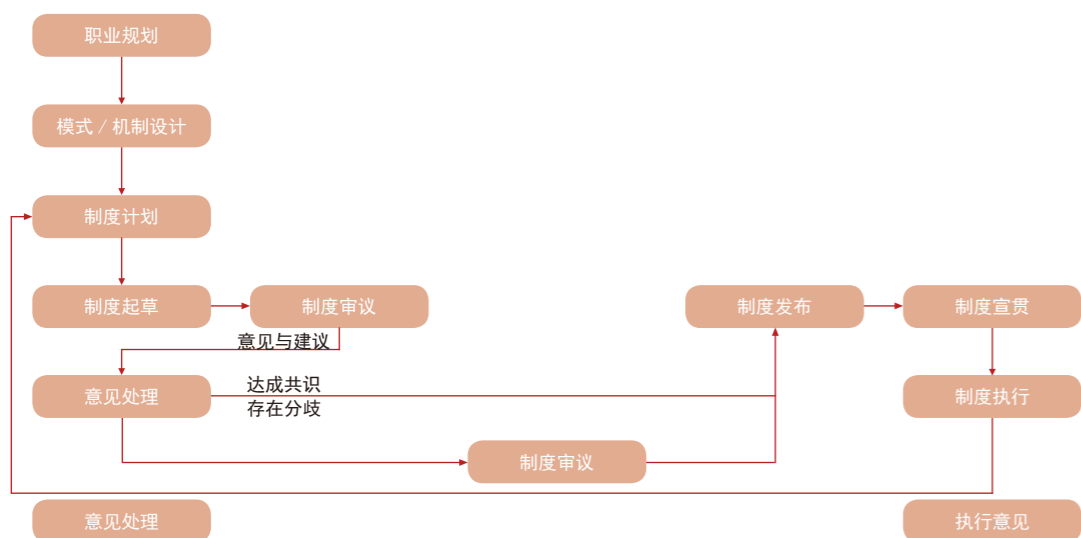 职业规划
模式 / 机制设计
制度计划
制度起草
制度审议
制度发布
制度宣贯
意见与建议
意见处理
达成共识
存在分歧
制度执行
制度审议
意见处理
执行意见